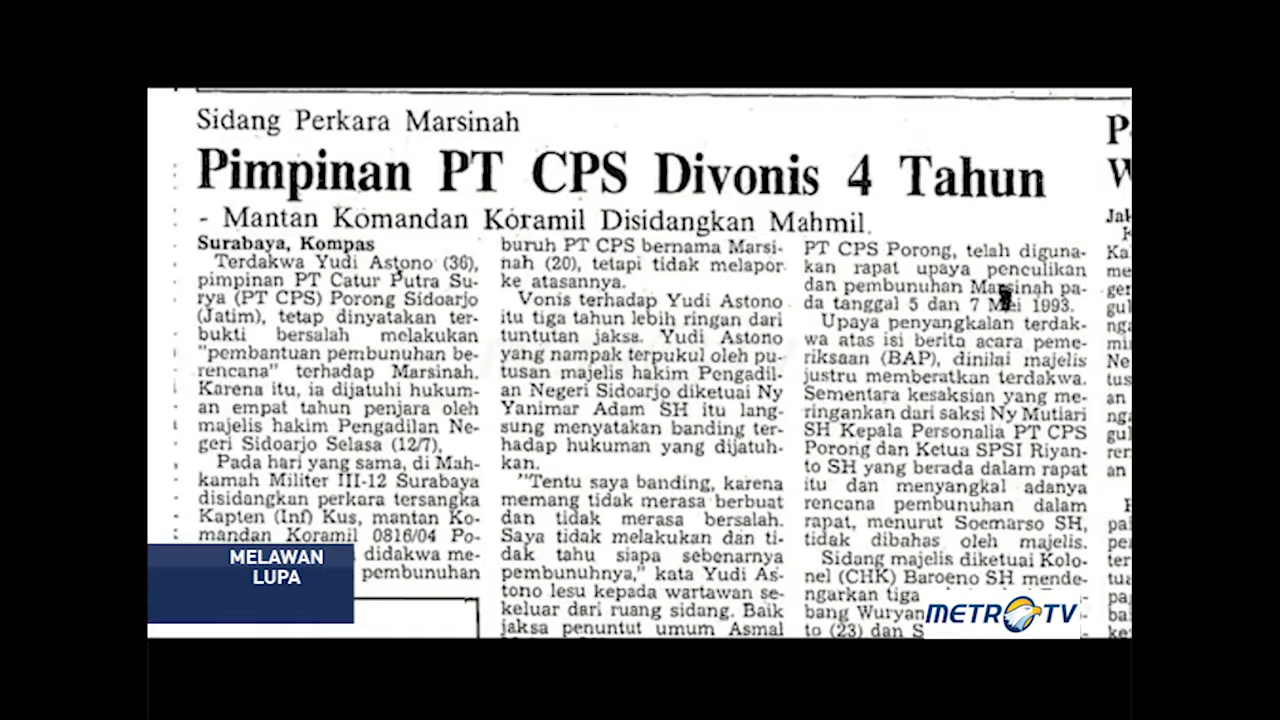 Sidang Perkara Marsinah
Pimpinan PT CPS Divonis 4 Tahun
- Mantan Komandan Koramil Disidangkan Mahmil.
Surabaya, Kompas
Terdakwa Yudi Astono (36),
pimpinan PT Catur Putra Su-
rya (PT CPS) Porong Sidoarjo
(Jatim), tetap dinyatakan ter-
bukti bersalah melakukan
"pembantuan pembunuhan be-
rencana" terhadap Marsinah.
Karena itu, ia dijatuhi hukum-
an empat tahun penjara oleh
majelis hakim Pengadilan Ne-
geri Sidoarjo Selasa (12/7).
Pada hari yang sama, di Mah-
kamah Militer III-12 Surabaya
disidangkan perkara tersangka
Kapten (Inf) Kus, mantan Ko-
mandan Koramil 0816/04 Po-
didakwa me-
pembunuhan
buruh PT CPS bernama Marsi-
nah (20), tetapi tidak melapor
ke atasannya.
Vonis terhadap Yudi Astono
itu tiga tahun lebih ringan dari
tuntutan jaksa. Yudi Astono
yang nampak terpukul oleh pu-
tusan majelis hakim Pengadil-
an Negeri Sidoarjo diketuai Ny
Yanimar Adam SH itu lang-
sung menyatakan banding ter-
hadap hukuman yang dijatuh-
kan.
"Tentu saya banding, karena
memang tidak merasa berbuat
dan tidak merasa bersalah.
Saya tidak melakukan dan ti-
dak tahu siapa sebenarnya
pembunuhnya," kata Yudi As-
tono lesu kepada wartawan se-
keluar dari ruang sidang. Baik
jaksa penuntut umum Asmal
PT CPS Porong, telah diguna-
kan rapat upaya penculikan
dan pembunuhan Marsinah pa-
da tanggal 5 dan 7 Mei 1993.
Upaya penyangkalan terdak-
wa atas isi berita acara peme-
riksaan (BAP), dinilai majelis
justru memberatkan terdakwa.
Sementara kesaksian yang me-
ringankan dari saksi Ny Mutiari
SH Kepala Personalia PT CPS
Porong dan Ketua SPSI Riyan-
to SH yang berada dalam rapat
itu dan menyangkal adanya
rencana pembunuhan dalam
rapat, menurut Soemarso SH,
tidak dibahas oleh majelis.
Sidang majelis diketuai Kolo-
nel (CHK) Baroeno SH mende-
ngarkan tiga
bang Wuryan
to (23) dan S
MELAWAN
LUPA
METRO TV